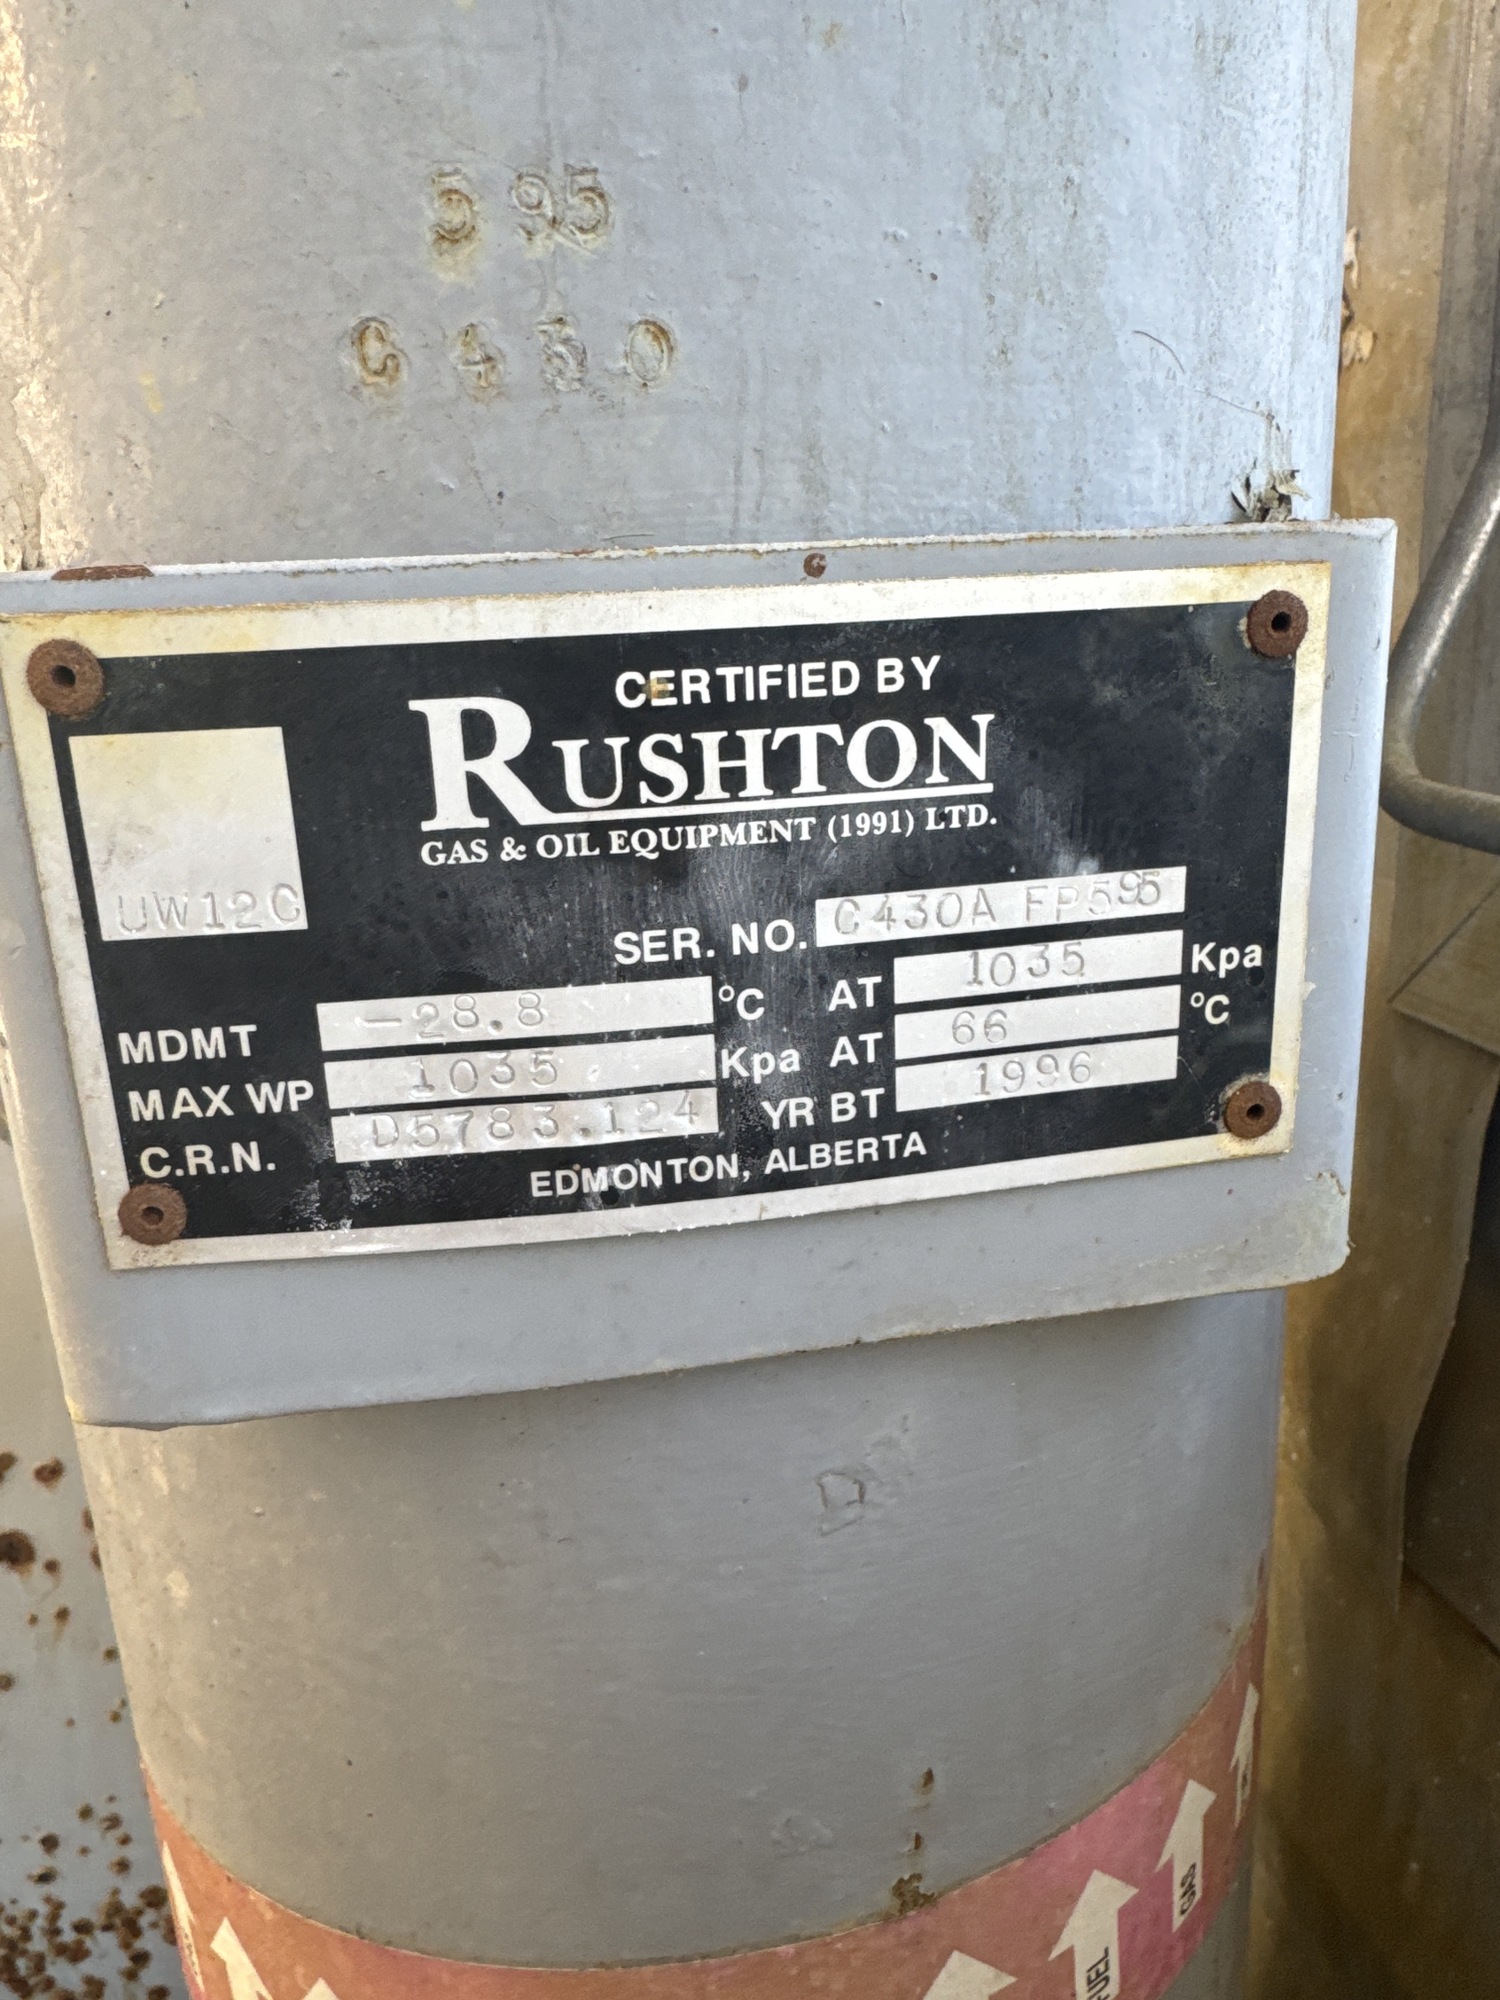 595
C430
CERTIFIED BY
RUSHTON
GAS & OIL EQUIPMENT (1991) LTD.
UW12C
SER. NO. C430A FP595
MDMT -28.8 °C AT 1035 Kpa
MAX WP 1035 Kpa AT 66 °C
C.R.N. D5783.124 YR BT 1996
EDMONTON, ALBERTA
D
GAS
FUEL